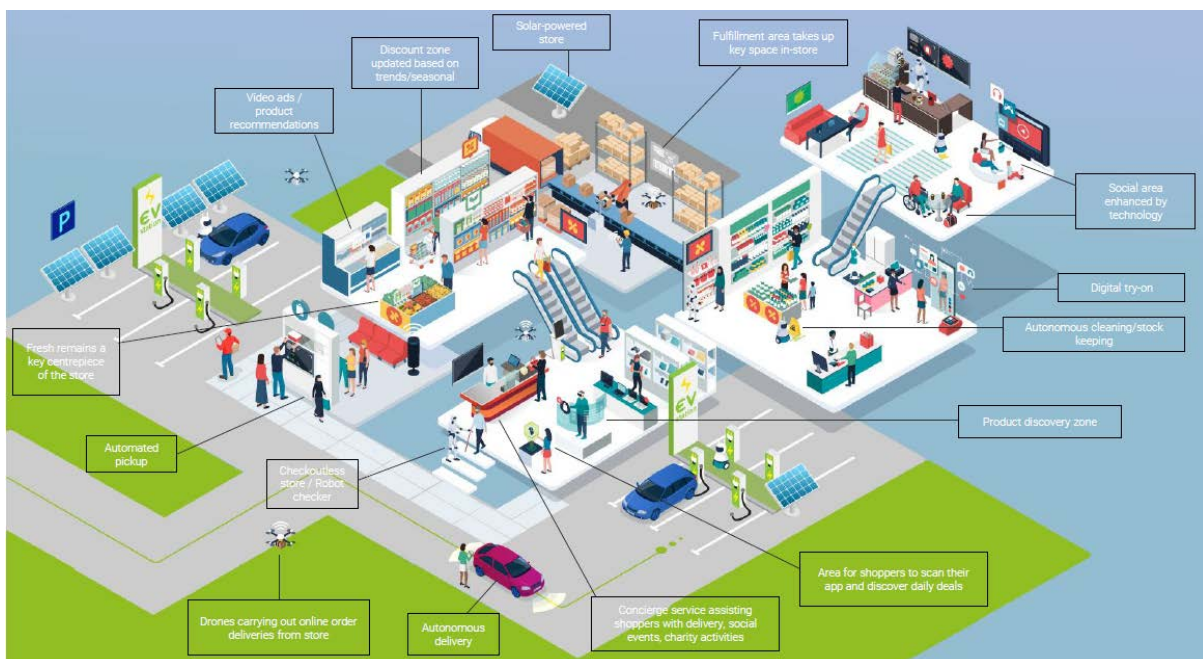 Solar-powered
store
Fulfillment area takes up
key space in-store
Discount zone
updated based on
trends/seasonal
Video ads /
product
recommendations
Social area
enhanced by
technology
P
EV
station
Digital try-on
Autonomous cleaning/stock
keeping
Fresh remains a
key centrepiece
of the store
EV
station
Product discovery zone
Automated
pickup
Checkoutless
store / Robot
checker
Area for shoppers to scan their
app and discover daily deals
Drones carrying out online order
deliveries from store
Autonomous
delivery
Concierge service assisting
shoppers with delivery, social
events, charity activities